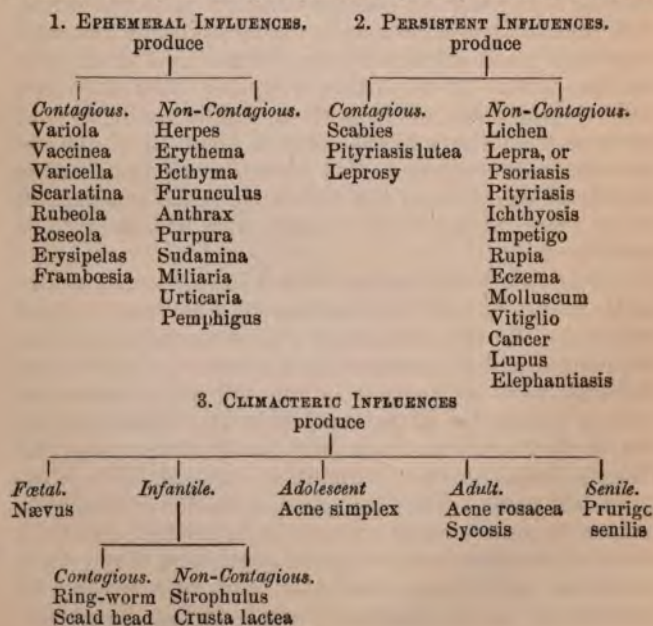 1. EPHEMERAL INFLUENCES.
produce
Contagious.
Variola
Vaccinea
Varicella
Scarlatina
Rubeola
Roseola
Erysipelas
Frambœsia
Non-Contagious.
Herpes
Erythema
Ecthyma
Furunculus
Anthrax
Purpura
Sudamina
Miliaria
Urticaria
Pemphigus
2. PERSISTENT INFLUENCES.
produce
Contagious.
Scabies
Pityriasis lutea
Leprosy
Non-Contagious.
Lichen
Lepra, or
Psoriasis
Pityriasis
Ichthyosis
Impetigo
Rupia
Eczema
Molluscum
Vitiglio
Cancer
Lupus
Elephantiasis
3. CLIMACTERIC INFLUENCES
produce
Fœtal.
Nævus
Infantile.
Contagious.
Ring-worm
Scald head
Non-Contagious.
Strophulus
Crusta lactea
Adolescent
Acne simplex
Adult.
Acne rosacea
Sycosis
Senile.
Prurigo
senilis